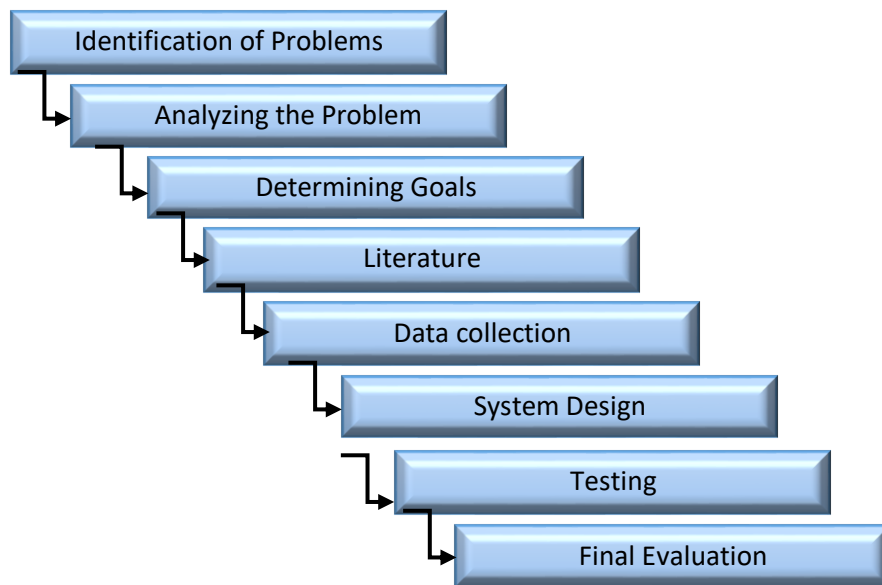 Identification of Problems
Analyzing the Problem
Determining Goals
Literature
Data collection
System Design
Testing
Final Evaluation